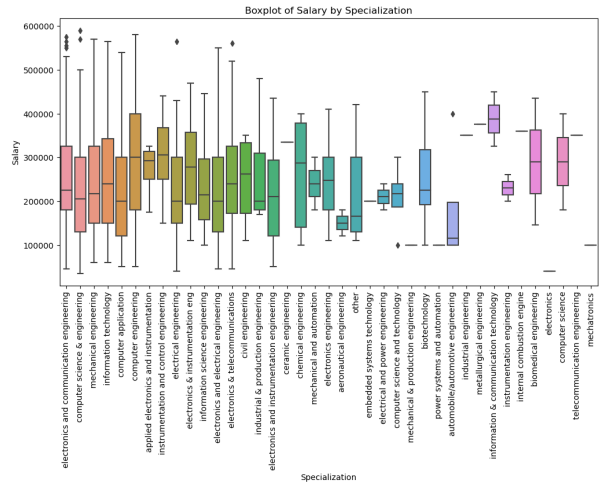 Boxplot of Salary by Specialization
600000
500000
400000
300000
200000
100000
Salary
electronics and communication engineering
computer science & engineering
mechanical engineering
information technology
computer application
computer engineering
applied electronics and instrumentation
instrumentation and control engineering
electrical engineering
electronics & instrumentation eng
information science engineering
electronics and electrical engineering
electronics & telecommunications
civil engineering
industrial & production engineering
electronics and instrumentation engineering
ceramic engineering
chemical engineering
mechanical and automation
electronics engineering
aeronautical engineering
other
embedded systems technology
electrical and power engineering
computer science and technology
mechanical & production engineering
biotechnology
power systems and automation
automobile/automotive engineering
industrial engineering
metallurgical engineering
information & communication technology
instrumentation engineering
internal combustion engine
biomedical engineering
electronics
computer science
telecommunication engineering
mechatronics
Specialization